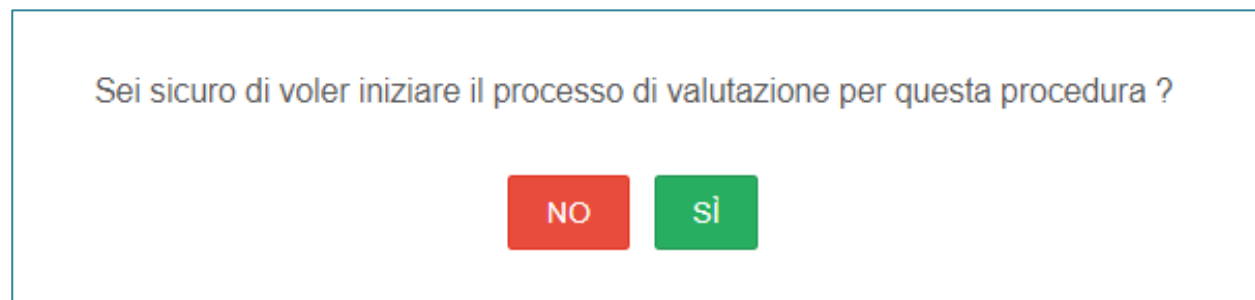 Sei sicuro di voler iniziare il processo di valutazione per questa procedura ?
NO SÌ